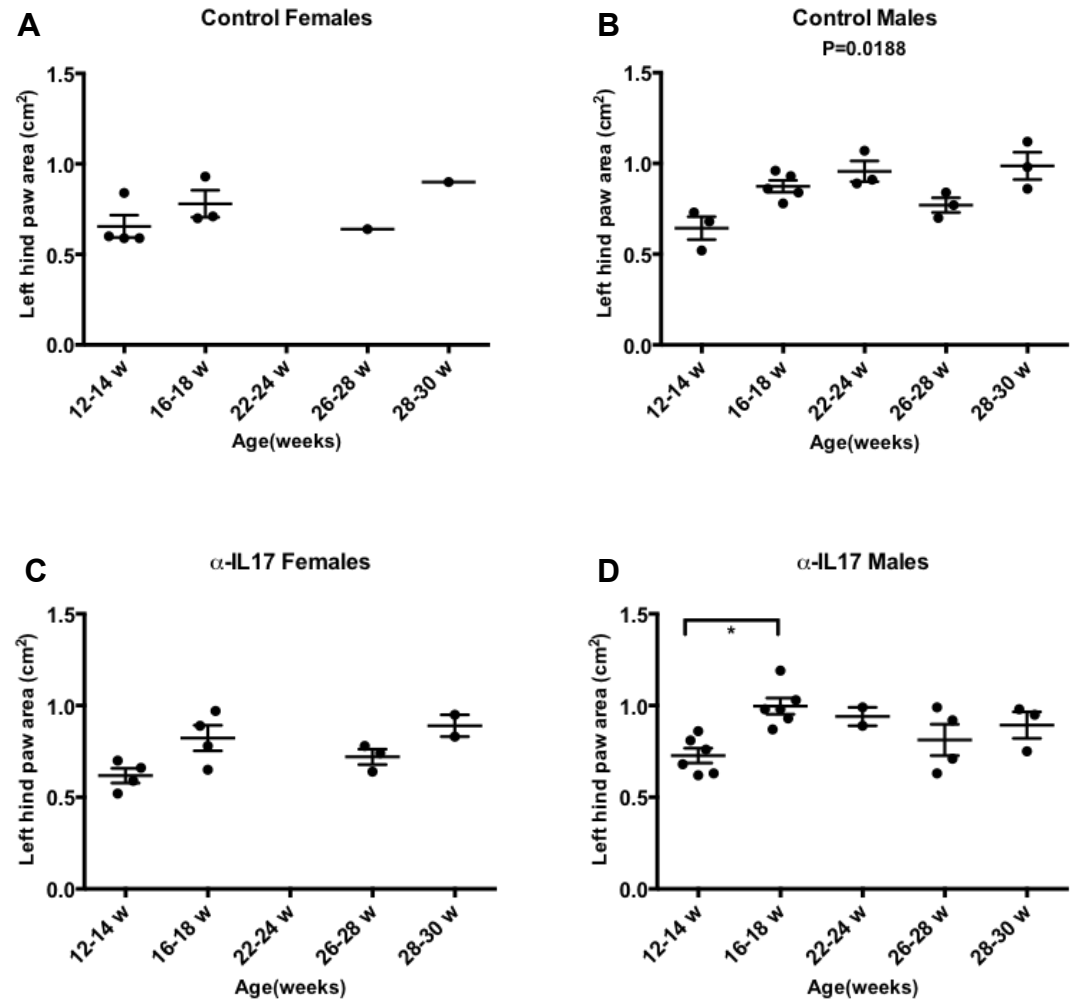 A
Control Females
Left hind paw area (cm²)
1.5
1.0
0.5
0.0
12-14 w
16-18 w
22-24 w
26-28 w
28-30 w
Age(weeks)
B
Control Males
P=0.0188
Left hind paw area (cm²)
1.5
1.0
0.5
0.0
12-14 w
16-18 w
22-24 w
26-28 w
28-30 w
Age(weeks)
C
α-IL17 Females
Left hind paw area (cm²)
1.5
1.0
0.5
0.0
12-14 w
16-18 w
22-24 w
26-28 w
28-30 w
Age(weeks)
D
α-IL17 Males
Left hind paw area (cm²)
1.5
1.0
0.5
0.0
*
12-14 w
16-18 w
22-24 w
26-28 w
28-30 w
Age(weeks)